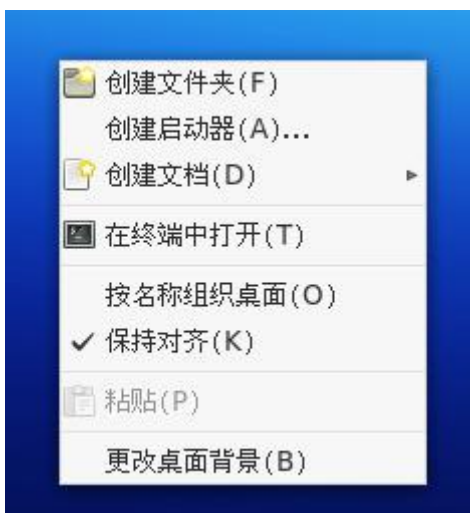 创建文件夹(F)
创建启动器(A)...
创建文档(D)
在终端中打开(T)
按名称组织桌面(O)
保持对齐(K)
粘贴(P)
更改桌面背景(B)